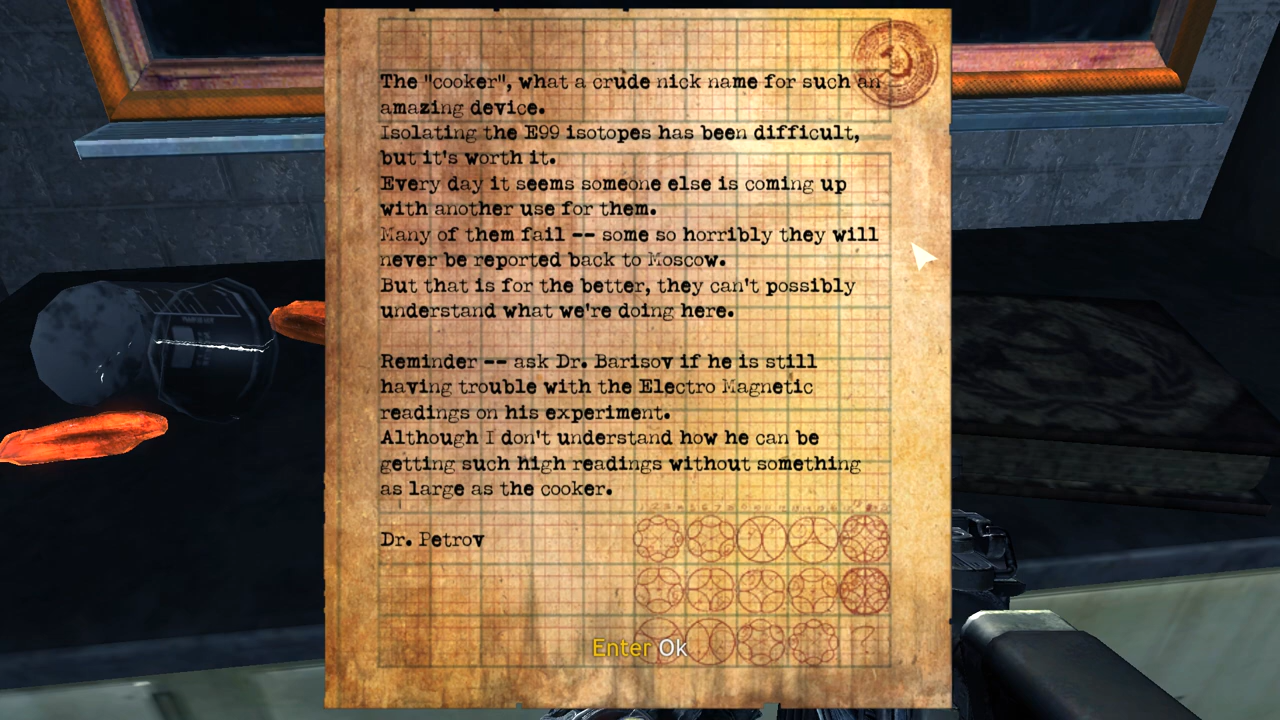 The "cooker", what a crude nick name for such an
amazing device.
Isolating the E99 isotopes has been difficult,
but it's worth it.
Every day it seems someone else is coming up
with another use for them.
Many of them fail -- some so horribly they will
never be reported back to Moscow.
But that is for the better, they can't possibly
understand what we're doing here.
Reminder -- ask Dr. Barisov if he is still
having trouble with the Electro Magnetic
readings on his experiment.
Although I don't understand how he can be
getting such high readings without something
as large as the cooker.
Dr. Petrov
?
Enter Ok